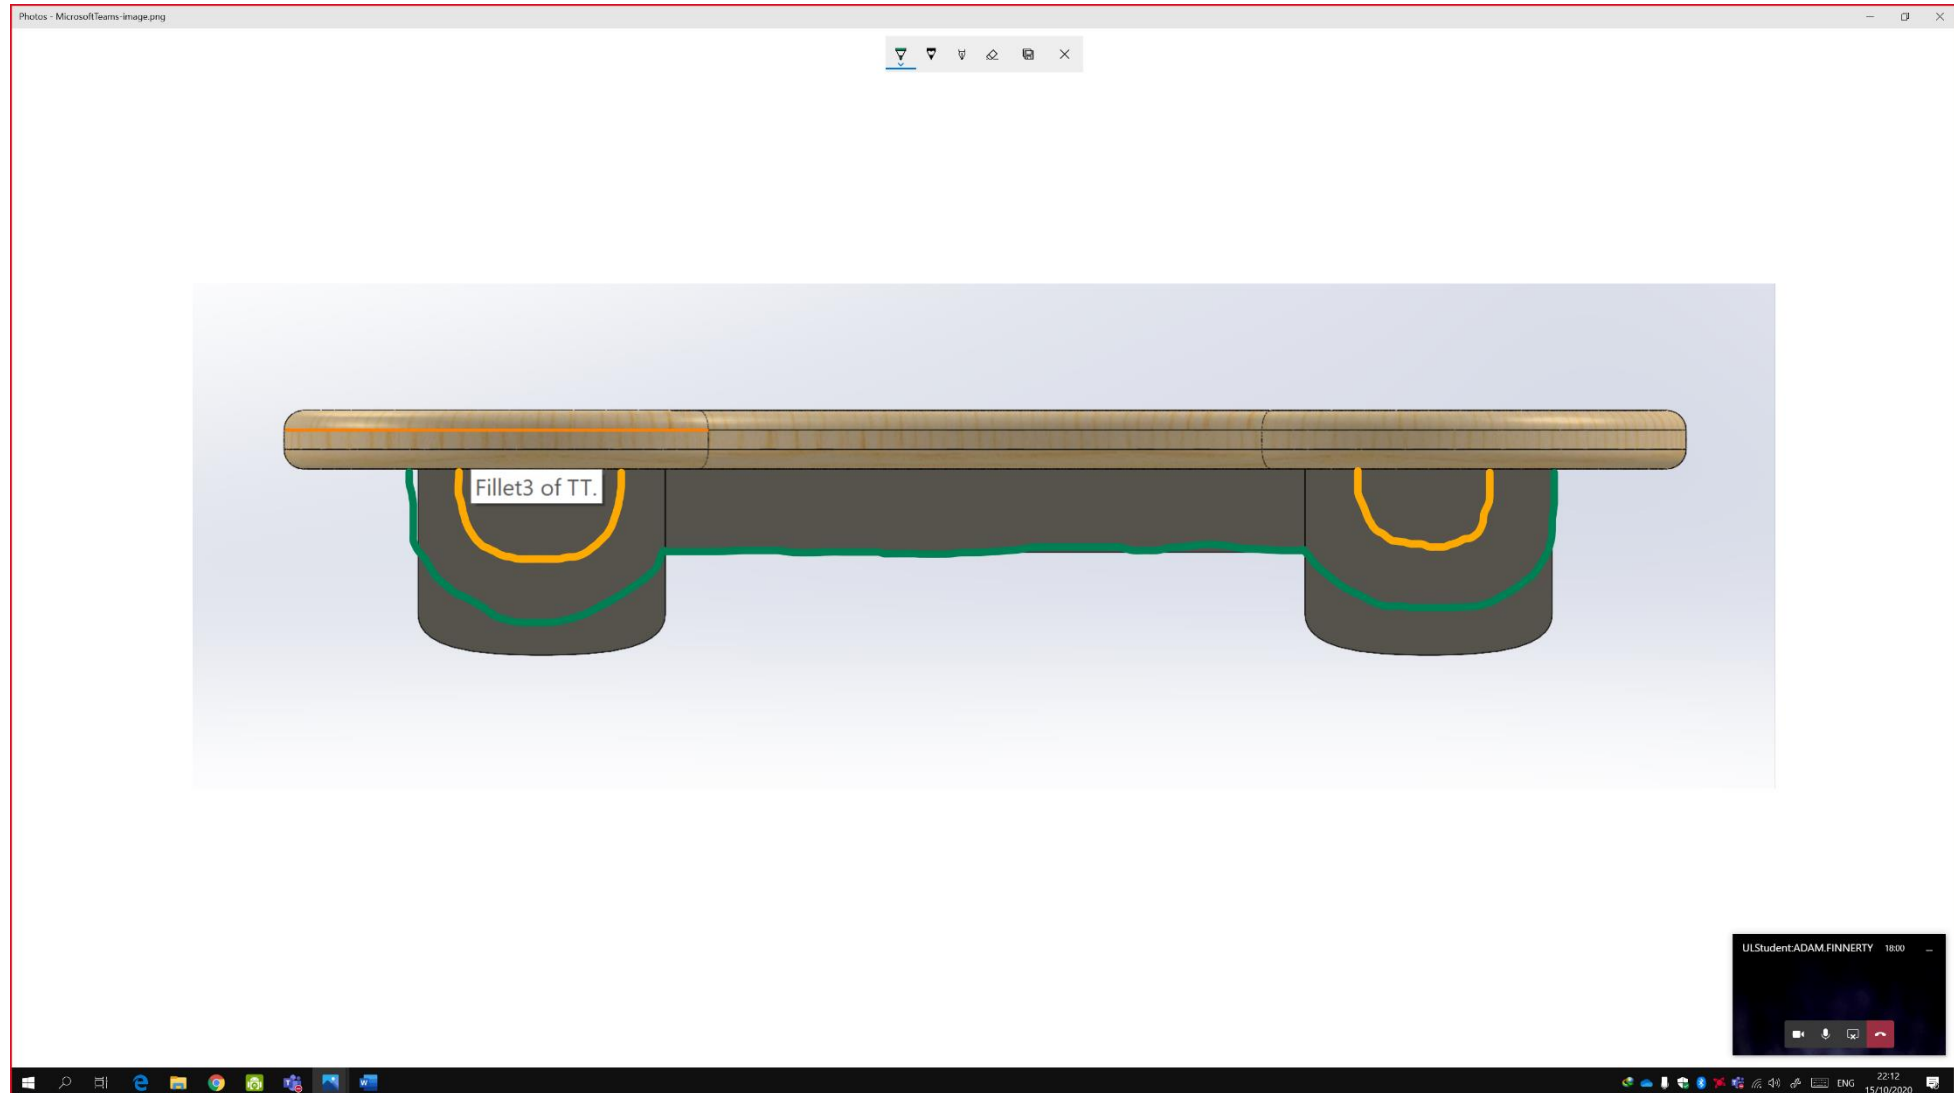 Photos - MicrosoftTeams-image.png
Fillet3 of TT.
ULStudent:ADAM.FINNERTY 18:00
ENG
22:12
15/10/2020